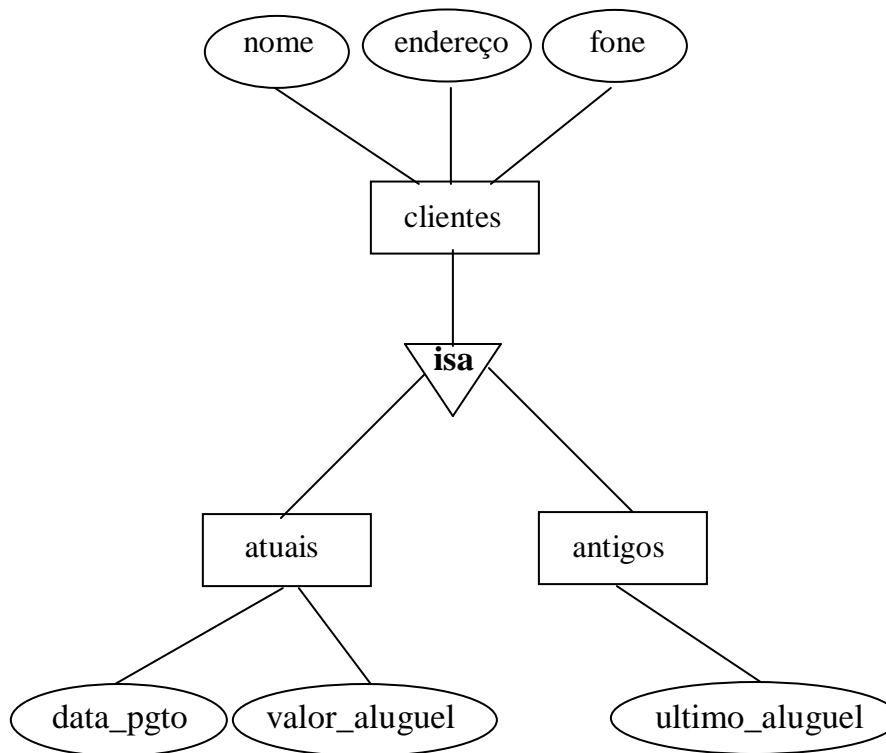 nome
endereço
fone
clientes
isa
atuais
antigos
data_pgto
valor_aluguel
ultimo_aluguel